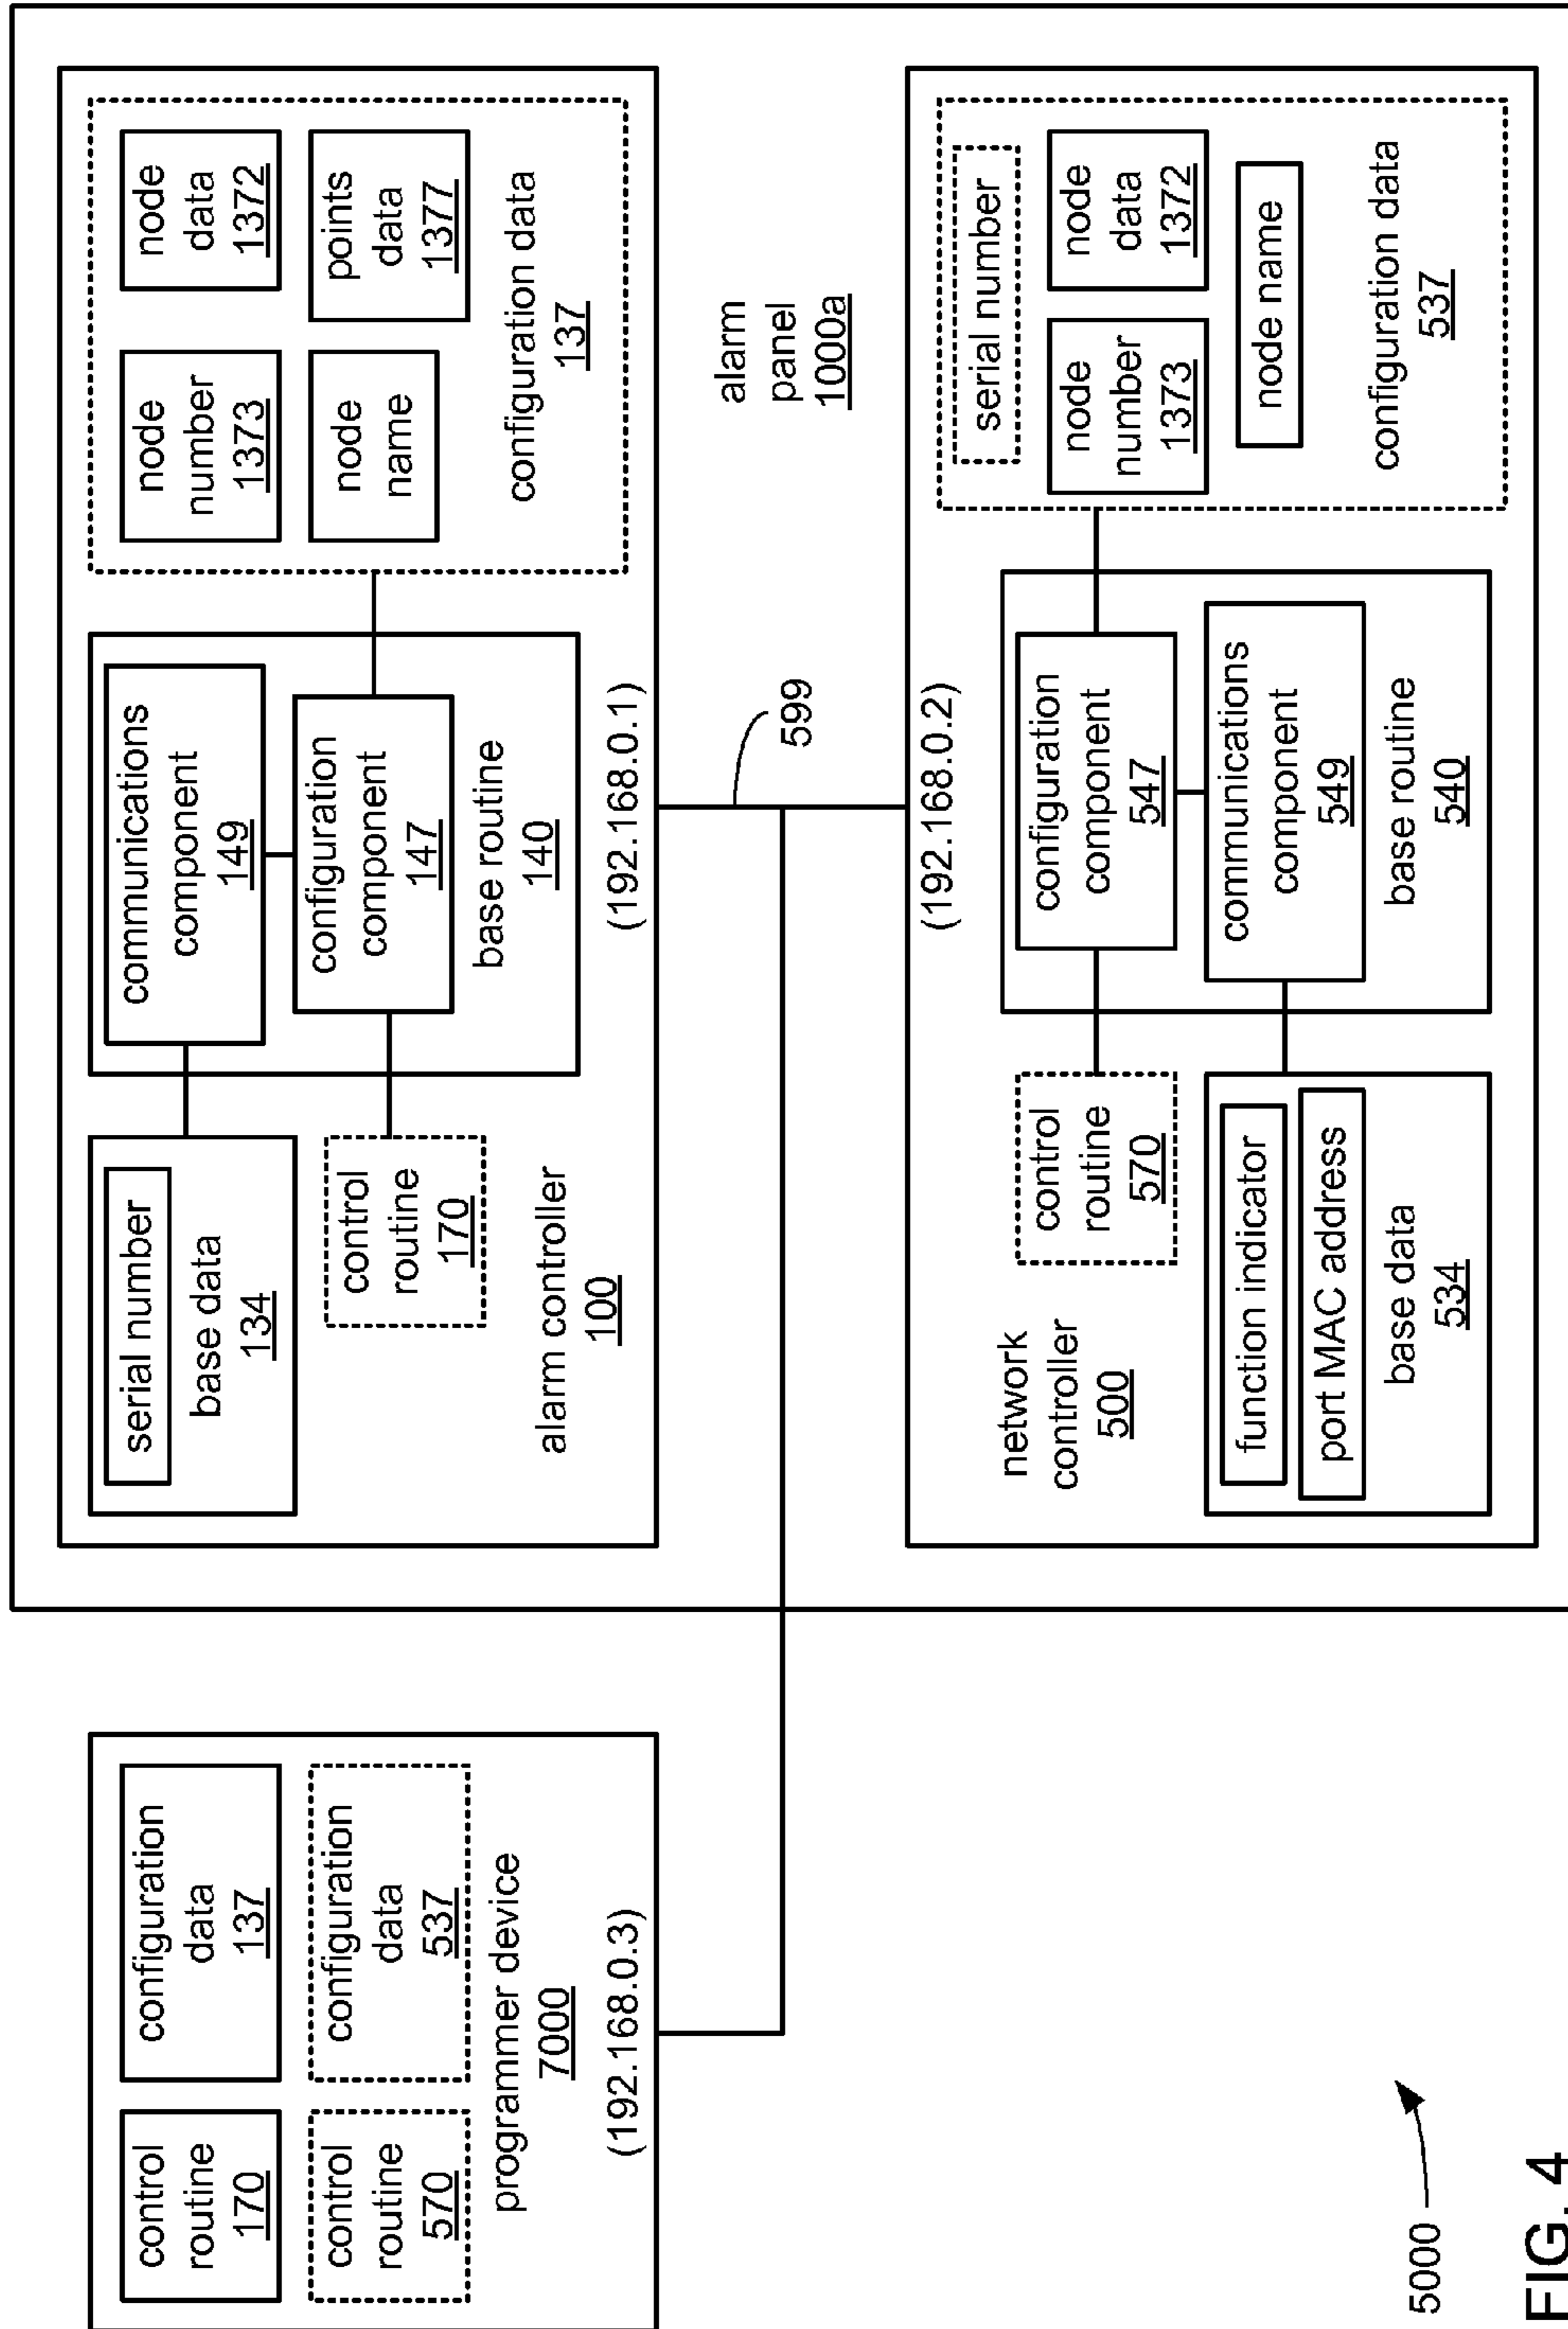 control
routine
170
configuration
data
137
control
routine
570
configuration
data
537
programmer device
7000
(192.168.0.3)
serial number
base data
134
control
routine
170
alarm controller
100
communications
component
149
configuration
component
147
base routine
140
(192.168.0.1)
node
number
1373
node
data
1372
node
name
points
data
1377
configuration data
137
599
alarm
panel
1000a
(192.168.0.2)
network
controller
500
control
routine
570
function indicator
port MAC address
base data
534
configuration
component
547
communications
component
549
base routine
540
serial number
node
number
1373
node
data
1372
node name
configuration data
537
5000
FIG. 4